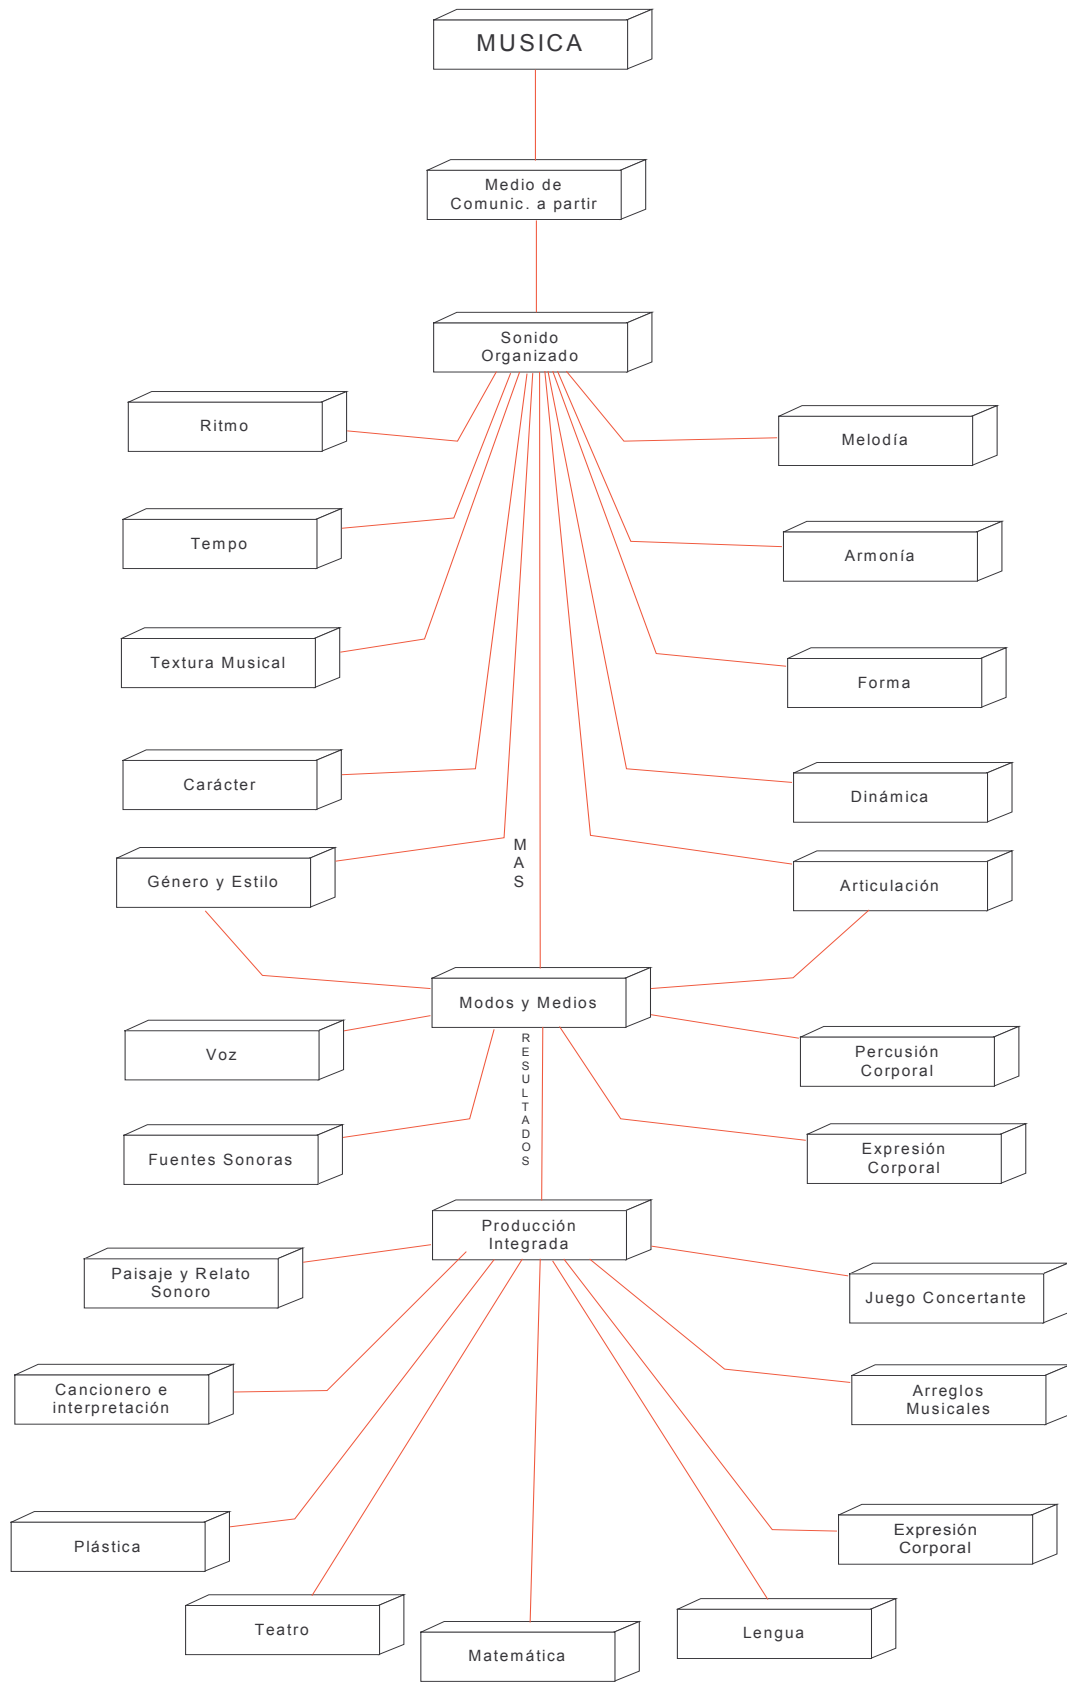 MUSICA
Medio de
Comunic. a partir
Sonido
Organizado
Ritmo
Melodía
Tempo
Armonía
Textura Musical
Forma
Carácter
Dinámica
MAS
Género y Estilo
Articulación
Modos y Medios
Voz
RESULTADOS
Percusión
Corporal
Fuentes Sonoras
Expresión
Corporal
Producción
Integrada
Paisaje y Relato
Sonoro
Juego Concertante
Cancionero e
interpretación
Arreglos
Musicales
Plástica
Expresión
Corporal
Teatro
Matemática
Lengua